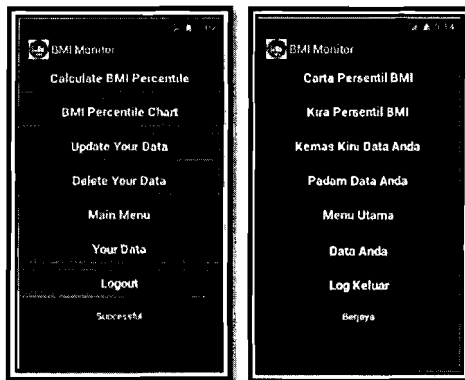 BMI Monitor
Calculate BMI Percentile
BMI Percentile Chart
Update Your Data
Delete Your Data
Main Menu
Your Data
Logout
Successful
BMI Monitor
Carta Persentil BMI
Kira Persentil BMI
Kemas Kini Data Anda
Padam Data Anda
Menu Utama
Data Anda
Log Keluar
Berjaya